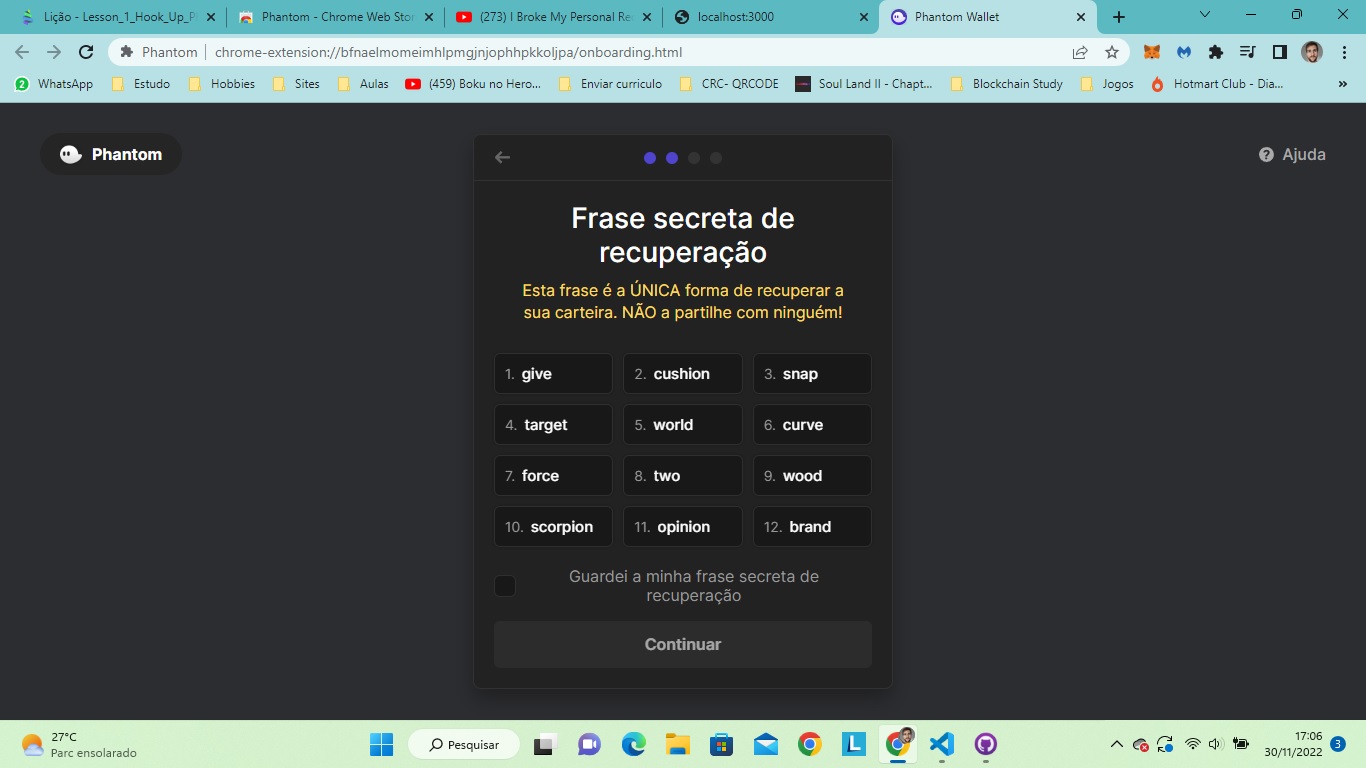 Lição - Lesson_1_Hook_Up_P
Phantom - Chrome Web Stor
(273) I Broke My Personal Re
localhost:3000
Phantom Wallet
Phantom
chrome-extension://bfnaelmomeimhlpmgjnjophhpkkoljpa/onboarding.html
WhatsApp
Estudo
Hobbies
Sites
Aulas
(459) Boku no Hero...
Enviar curriculo
CRC- QRCODE
Soul Land II - Chapt...
Blockchain Study
Jogos
Hotmart Club - Dia...
»
Phantom
Ajuda
Frase secreta de
recuperação
Esta frase é a ÚNICA forma de recuperar a
sua carteira. NÃO a partilhe com ninguém!
1. give
2. cushion
3. snap
4. target
5. world
6. curve
7. force
8. two
9. wood
10. scorpion
11. opinion
12. brand
Guardei a minha frase secreta de
recuperação
Continuar
27°C
Parc ensolarado
Pesquisar
17:06
30/11/2022
3